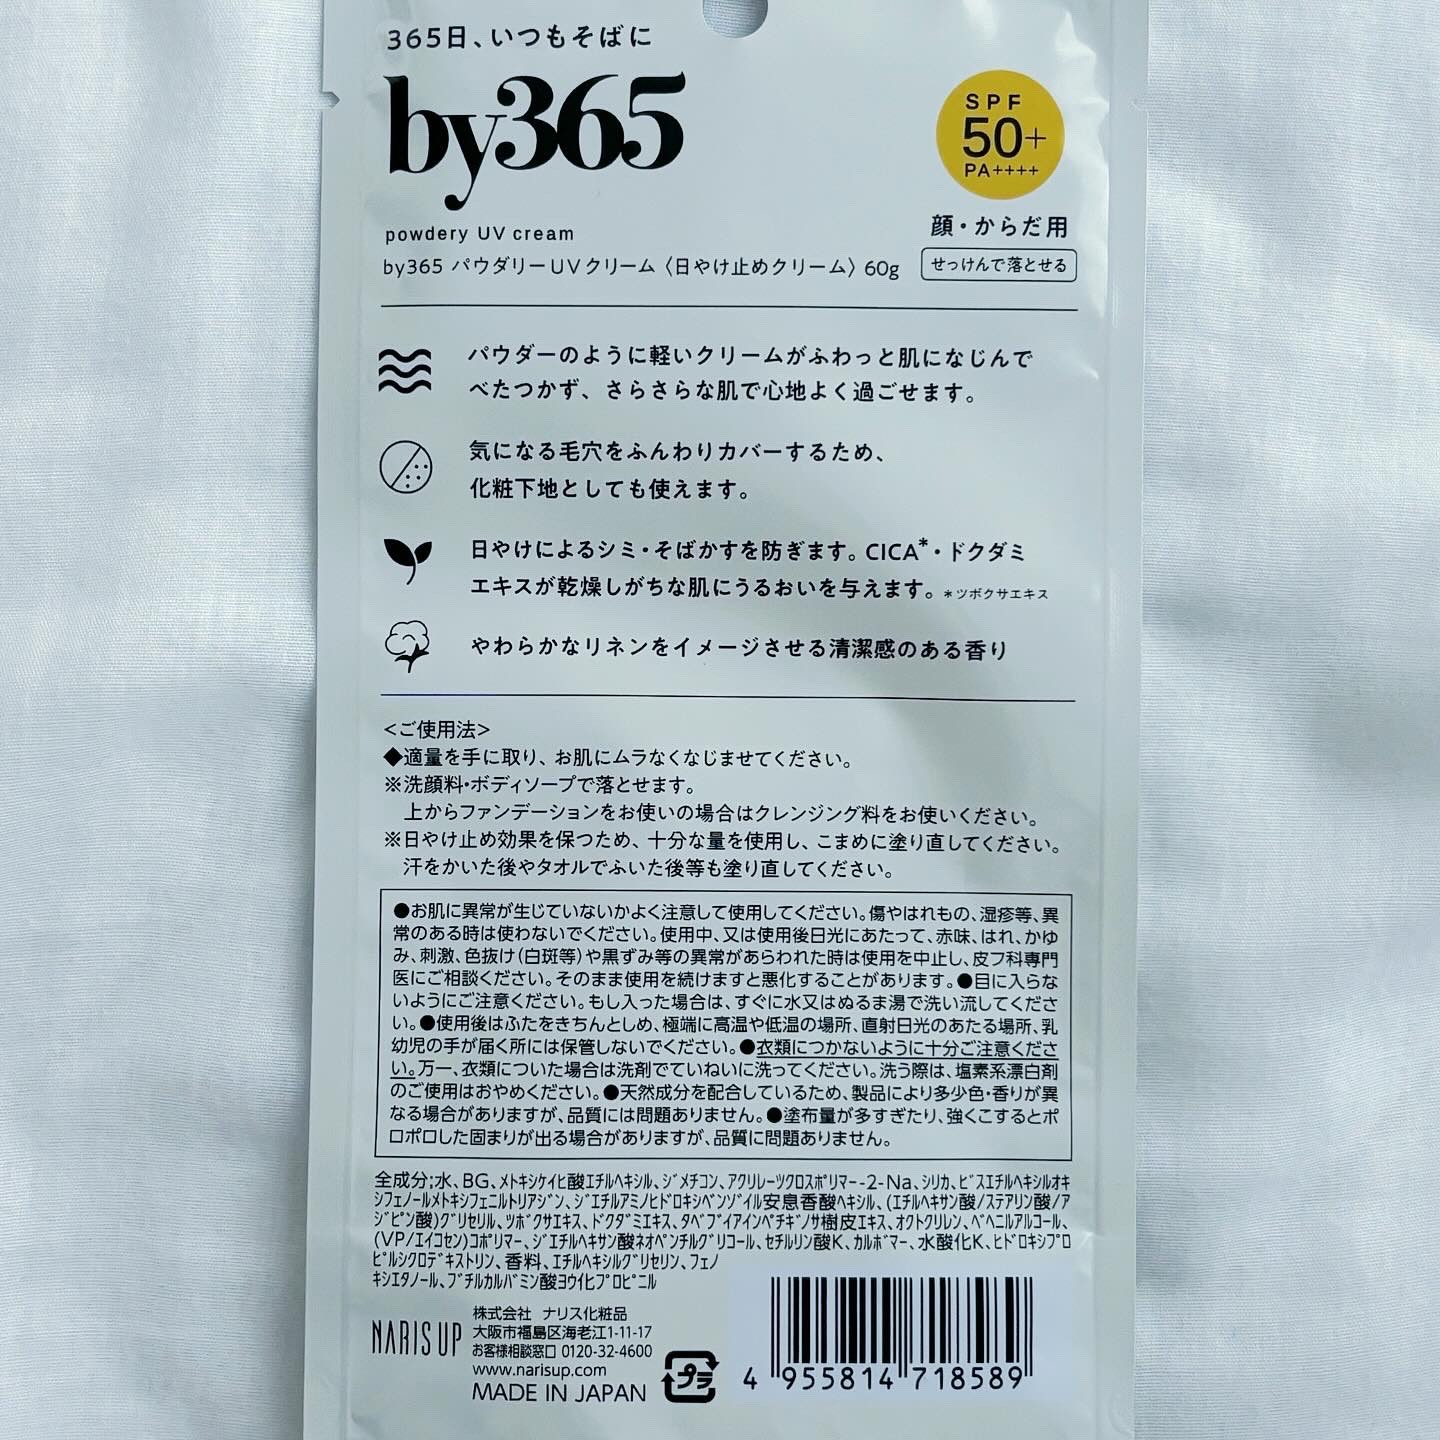 365日、いつもそばに
by365
SPF
50+
PA++++
powdery UV cream
顔・からだ用
by365 パウダリーUVクリーム〈日やけ止めクリーム〉60g
せっけんで落とせる
パウダーのように軽いクリームがふわっと肌になじんで
べたつかず、さらさらな肌で心地よく過ごせます。
気になる毛穴をふんわりカバーするため、
化粧下地としても使えます。
日やけによるシミ・そばかすを防ぎます。CICA*・ドクダミ
エキスが乾燥しがちな肌にうるおいを与えます。*ツボクサエキス
やわらかなリネンをイメージさせる清潔感のある香り
<ご使用法>
◆適量を手に取り、お肌にムラなくなじませてください。
※洗顔料・ボディソープで落とせます。
上からファンデーションをお使いの場合はクレンジング料をお使いください。
※日やけ止め効果を保つため、十分な量を使用し、こまめに塗り直してください。
汗をかいた後やタオルでふいた後等も塗り直してください。
●お肌に異常が生じていないかよく注意して使用してください。傷やはれもの、湿疹等、異
常のある時は使わないでください。使用中、又は使用後日光にあたって、赤味、はれ、かゆ
み、刺激、色抜け(白斑等)や黒ずみ等の異常があらわれた時は使用を中止し、皮フ科専門
医にご相談ください。そのまま使用を続けますと悪化することがあります。●目に入らな
いようにご注意ください。もし入った場合は、すぐに水又はぬるま湯で洗い流してくださ
い。●使用後はふたをきちんとしめ、極端に高温や低温の場所、直射日光のあたる場所、乳
幼児の手が届く所には保管しないでください。●衣類につかないように十分ご注意くださ
い。万一、衣類についた場合は洗剤でていねいに洗ってください。洗う際は、塩素系漂白剤
のご使用はおやめください。●天然成分を配合しているため、製品により多少色・香りが異
なる場合がありますが、品質には問題ありません。●塗布量が多すぎたり、強くこするとポ
ロポロした固まりが出る場合がありますが、品質に問題ありません。
全成分;水、BG、ﾒﾄｷｼｹｲﾋ酸ｴﾁﾙﾍｷｼﾙ、ｼﾞﾒﾁｺﾝ、ｱｸﾘﾚｰﾂｸﾛｽﾎﾟﾘﾏｰ-2-Na、ｼﾘｶ、ﾋﾞｽｴﾁﾙﾍｷｼﾙｵｷ
ｼﾌｪﾉｰﾙﾒﾄｷｼﾌｪﾆﾙﾄﾘｱｼﾞﾝ、ｼﾞｴﾁﾙｱﾐﾉﾋﾄﾞﾛｷｼﾍﾞﾝｿﾞｲﾙ安息香酸ﾍｷｼﾙ、(ｴﾁﾙﾍｷｻﾝ酸/ｽﾃｱﾘﾝ酸/ｱ
ｼﾞﾋﾟﾝ酸)ｸﾞﾘｾﾘﾙ、ﾂﾎﾞｸｻｴｷｽ、ﾄﾞｸﾀﾞﾐｴｷｽ、ﾀﾍﾞﾌﾞｲｱｲﾝﾍﾟﾁｷﾞﾉｻ樹皮ｴｷｽ、ｵｸﾄｸﾘﾚﾝ、ﾍﾞﾍﾆﾙｱﾙｺｰﾙ、
(VP/ｴｲｺｾﾝ)ｺﾎﾟﾘﾏｰ、ｼﾞｴﾁﾙﾍｷｻﾝ酸ﾈｵﾍﾟﾝﾁﾙｸﾞﾘｺｰﾙ、ｾﾁﾙﾘﾝ酸K、ｶﾙﾎﾞﾏｰ、水酸化K、ﾋﾄﾞﾛｷｼﾌﾟﾛ
ﾋﾟﾙｼｸﾛﾃﾞｷｽﾄﾘﾝ、香料、ｴﾁﾙﾍｷｼﾙｸﾞﾘｾﾘﾝ、ﾌｪﾉ
ｷｼｴﾀﾉｰﾙ、ﾌﾞﾁﾙｶﾙﾊﾞﾐﾝ酸ﾖｳ化ﾌﾟﾛﾋﾟﾆﾙ
NARIS UP
株式会社 ナリス化粧品
大阪市福島区海老江1-11-17
お客様相談窓口 0120-32-4600
www.narisup.com
MADE IN JAPAN
プラ
4 955814 718589